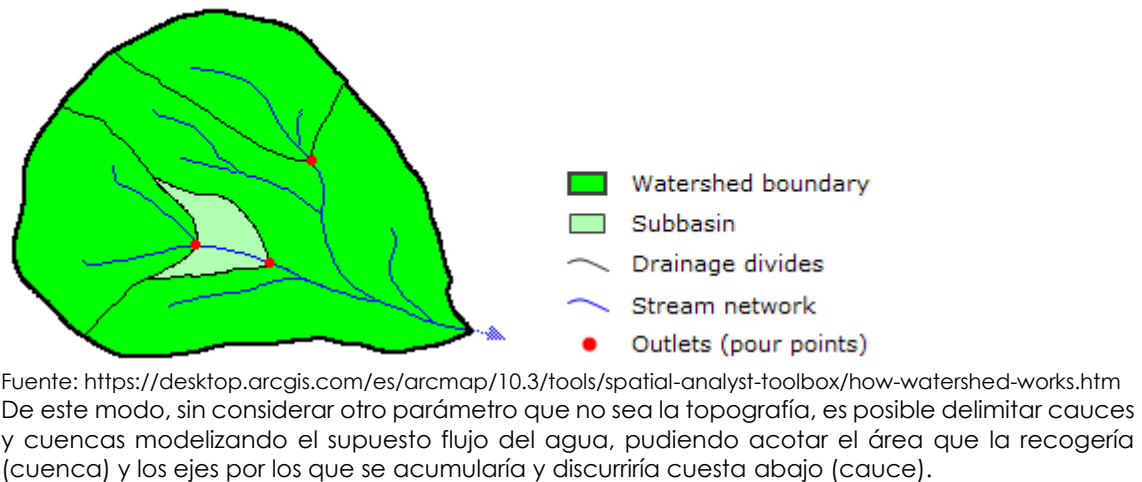 Watershed boundary
Subbasin
Drainage divides
Stream network
Outlets (pour points)
Fuente: https://desktop.arcgis.com/es/arcmap/10.3/tools/spatial-analyst-toolbox/how-watershed-works.htm
De este modo, sin considerar otro parámetro que no sea la topografía, es posible delimitar cauces
y cuencas modelizando el supuesto flujo del agua, pudiendo acotar el área que la recogería
(cuenca) y los ejes por los que se acumularía y discurriría cuesta abajo (cauce).